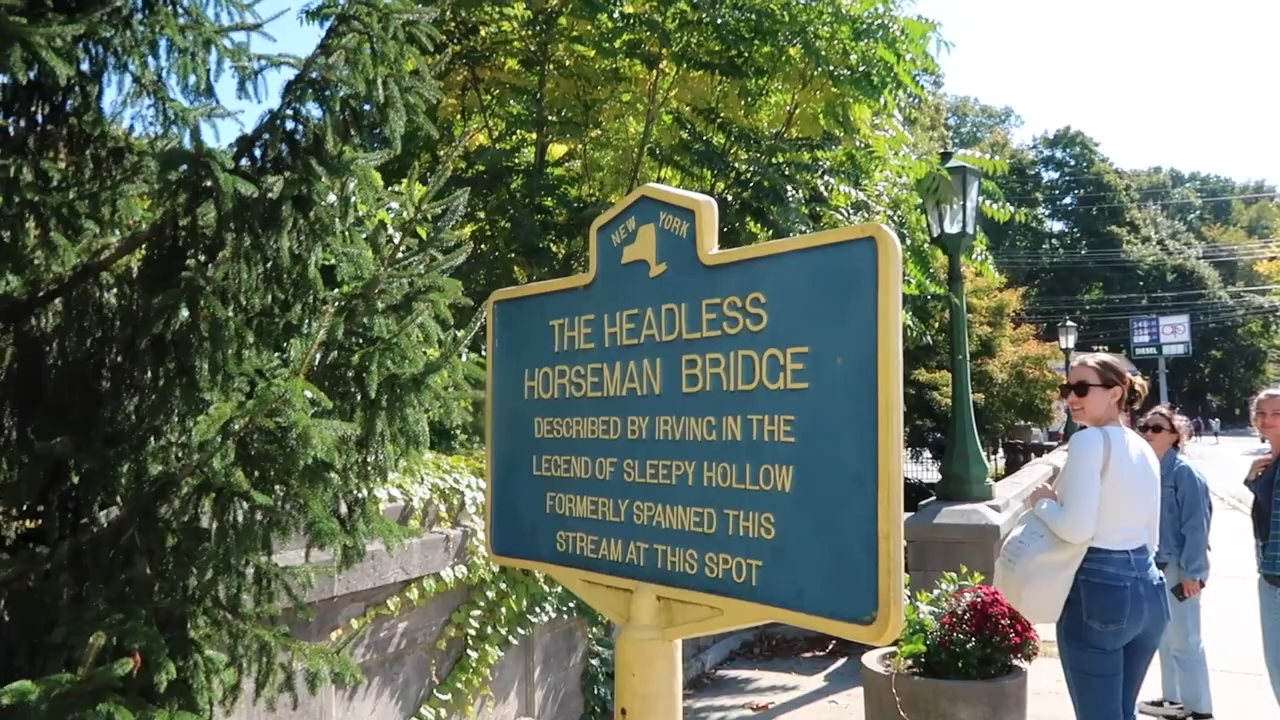 NEW YORK
THE HEADLESS
HORSEMAN BRIDGE
DESCRIBED BY IRVING IN THE
LEGEND OF SLEEPY HOLLOW
FORMERLY SPANNED THIS
STREAM AT THIS SPOT
DIESEL